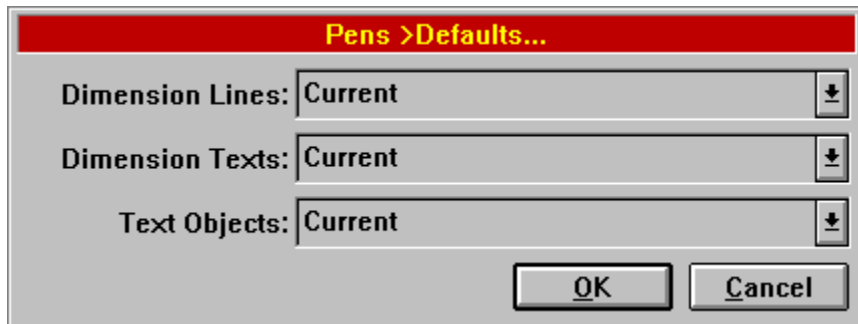 Pens >Defaults...
Dimension Lines: Current
Dimension Texts: Current
Text Objects: Current
OK Cancel